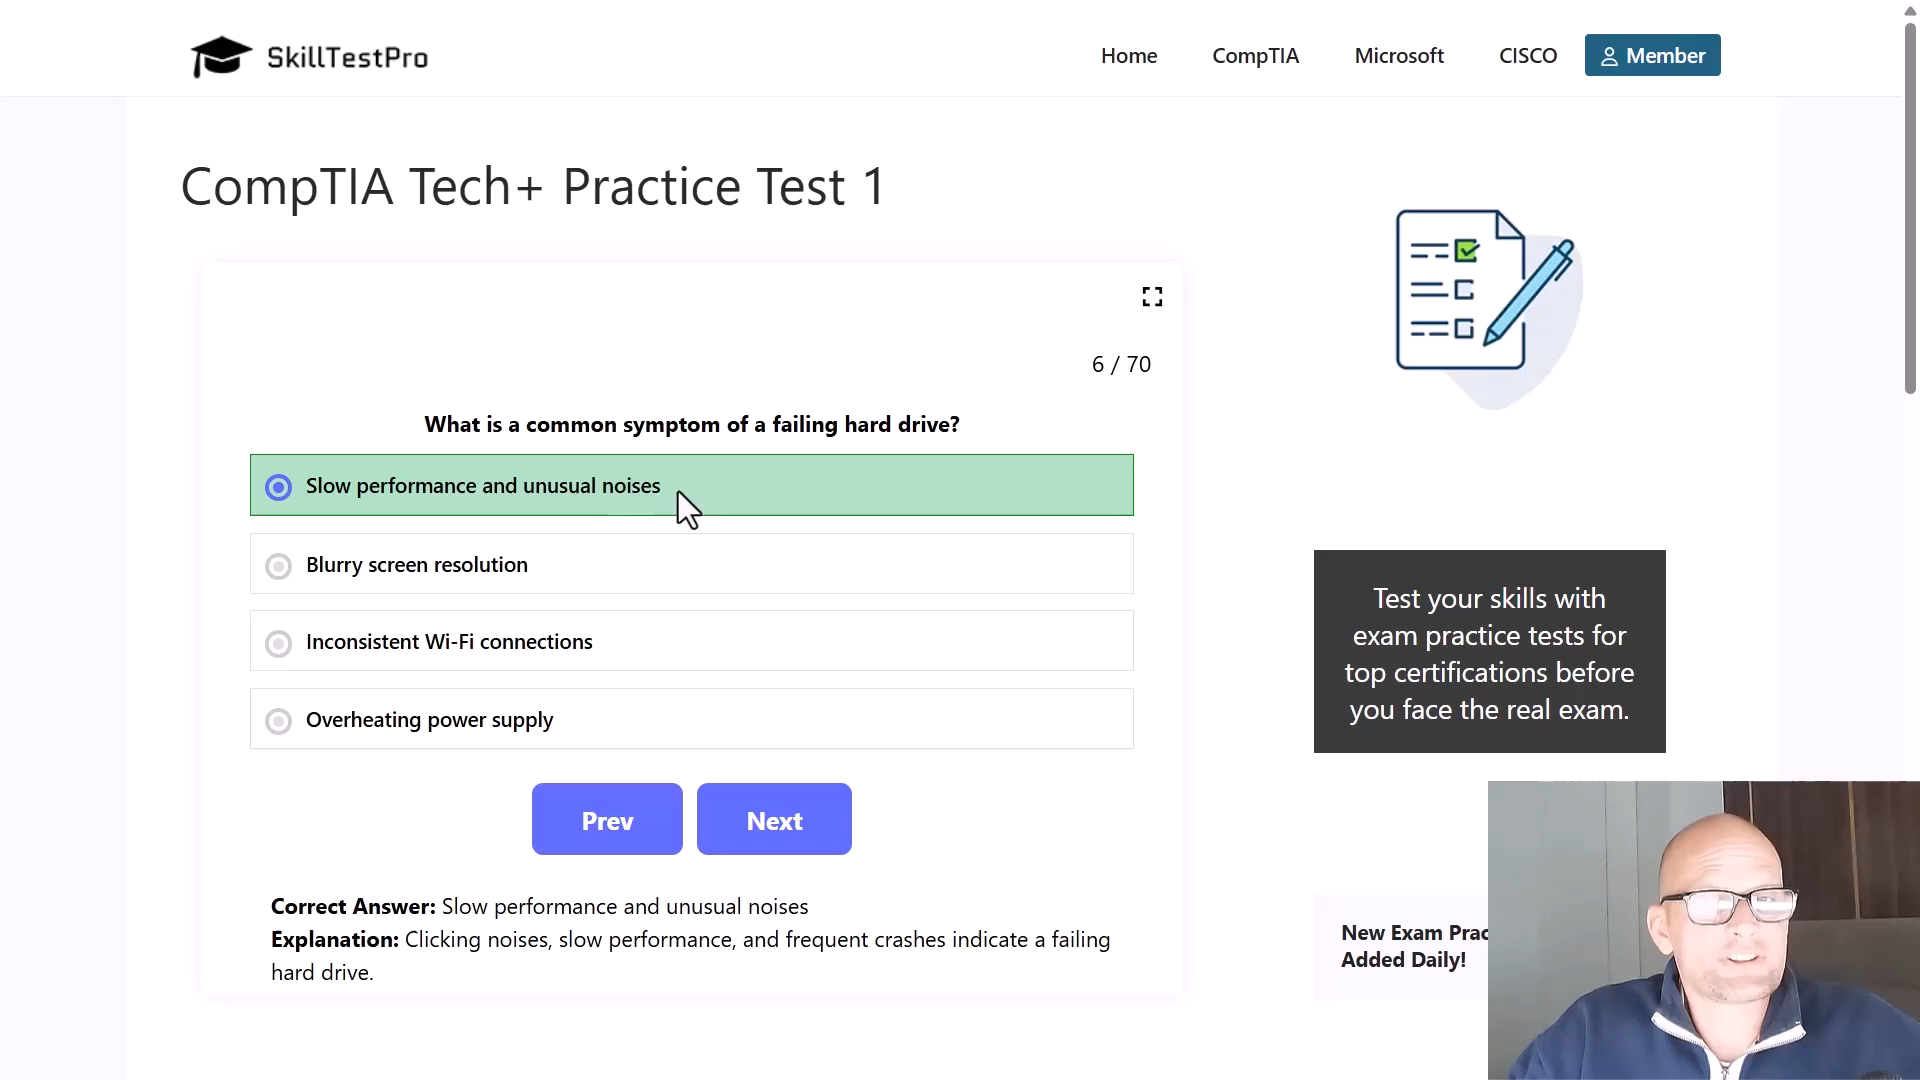 SkillTestPro
Home
CompTIA
Microsoft
CISCO
Member
CompTIA Tech+ Practice Test 1
6 / 70
What is a common symptom of a failing hard drive?
Slow performance and unusual noises
Blurry screen resolution
Inconsistent Wi-Fi connections
Overheating power supply
Prev
Next
Correct Answer: Slow performance and unusual noises
Explanation: Clicking noises, slow performance, and frequent crashes indicate a failing
hard drive.
Test your skills with
exam practice tests for
top certifications before
you face the real exam.
New Exam Prac
Added Daily!